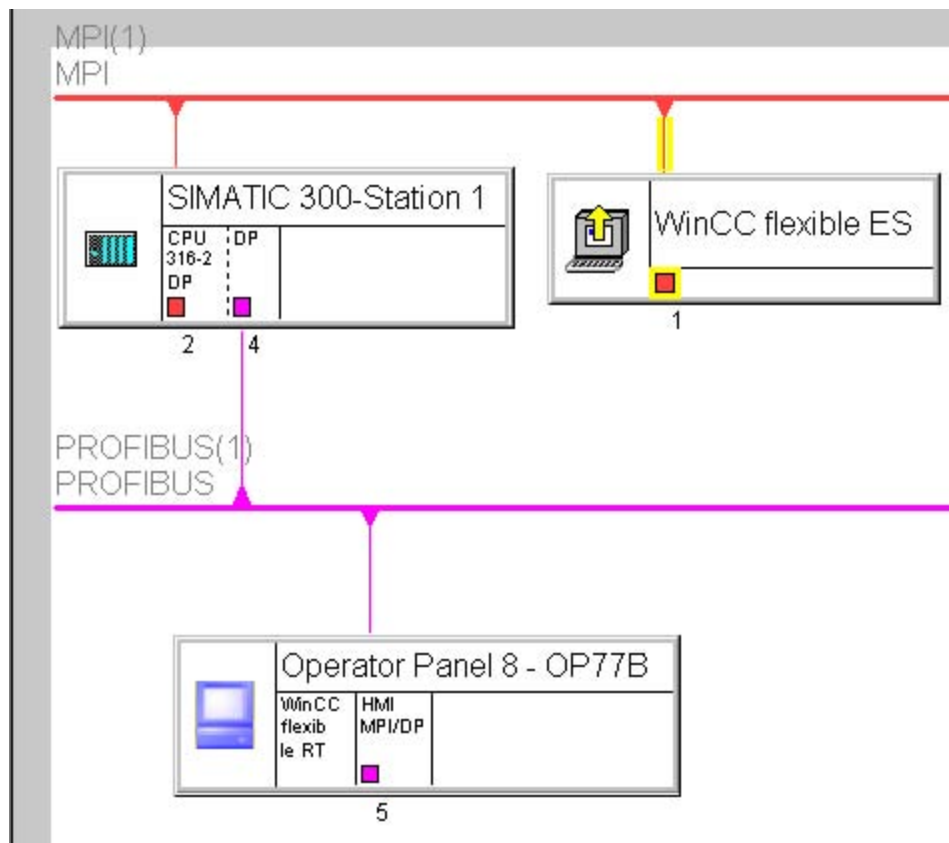 MPI(1)
MPI
SIMATIC 300-Station 1
CPU
316-2
DP
DP
2
4
WinCC flexible ES
1
PROFIBUS(1)
PROFIBUS
Operator Panel 8 - OP77B
WinCC
flexib
le RT
HMI
MPI/DP
5